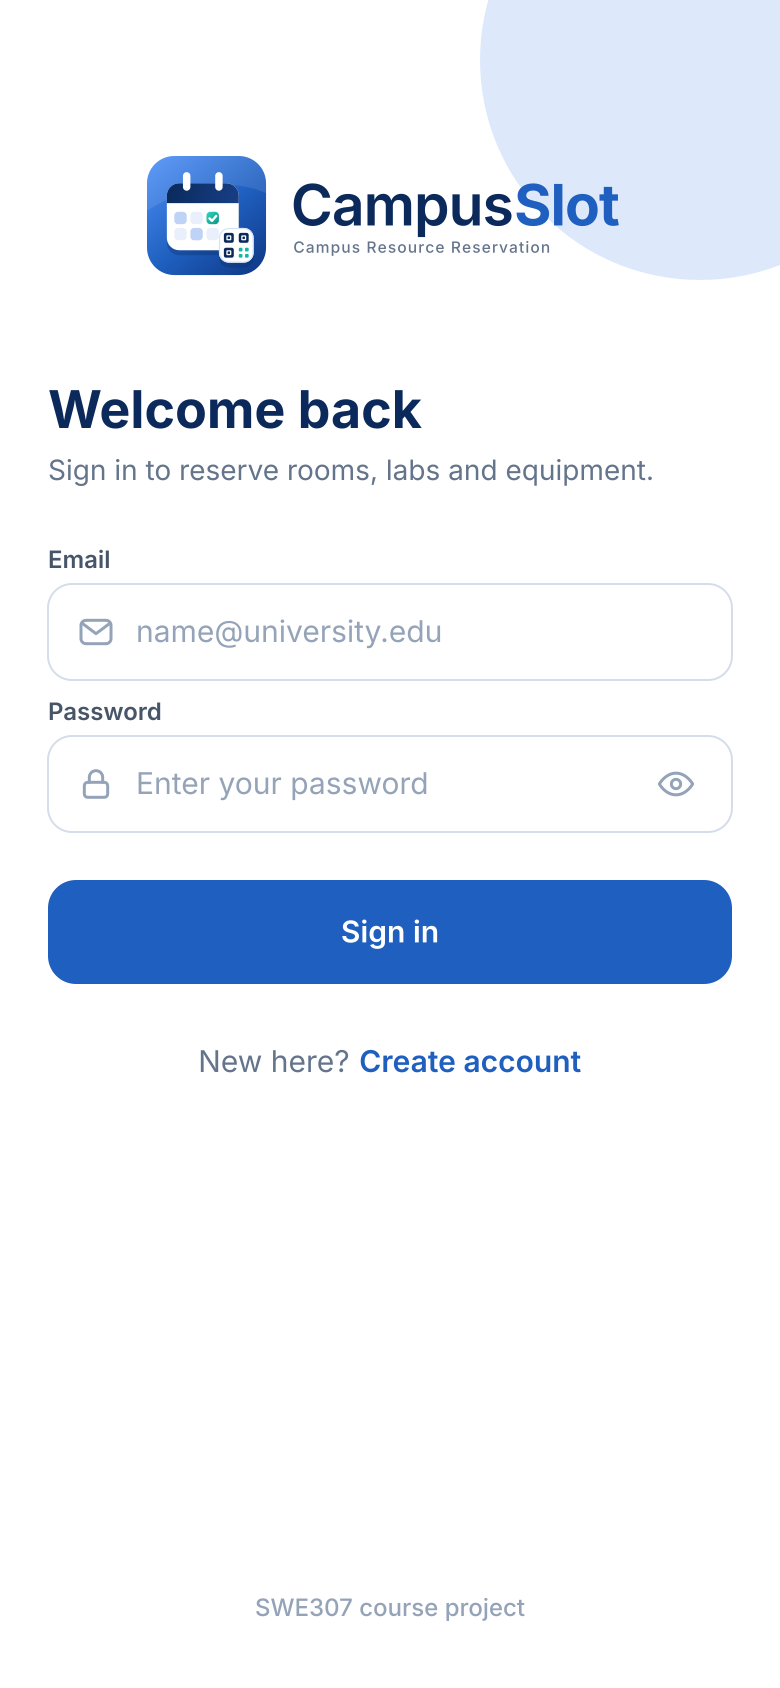 CampusSlot
Campus Resource Reservation
Welcome back
Sign in to reserve rooms, labs and equipment.
Email
name@university.edu
Password
Enter your password
Sign in
New here? Create account
SWE307 course project